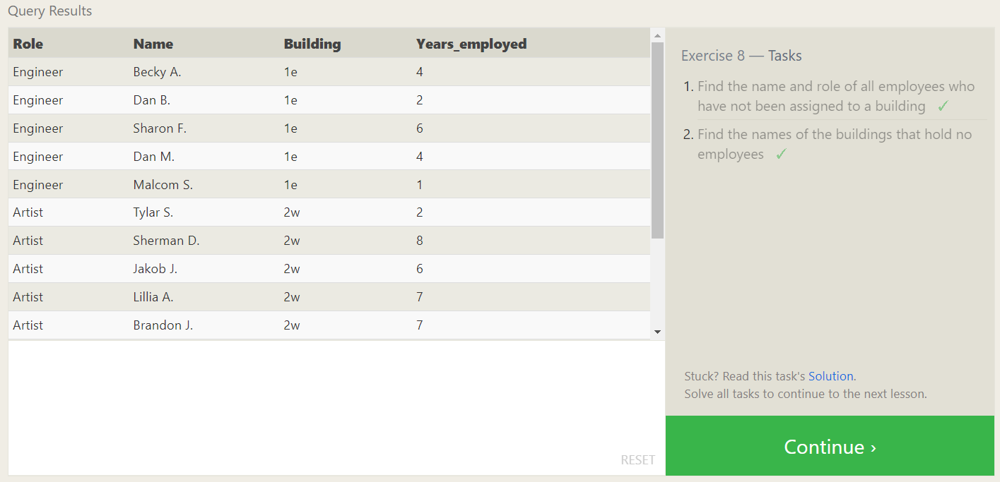 Query Results
Role Name Building Years_employed
Engineer Becky A. 1e 4
Engineer Dan B. 1e 2
Engineer Sharon F. 1e 6
Engineer Dan M. 1e 4
Engineer Malcom S. 1e 1
Artist Tylar S. 2w 2
Artist Sherman D. 2w 8
Artist Jakob J. 2w 6
Artist Lillia A. 2w 7
Artist Brandon J. 2w 7
RESET
Exercise 8 — Tasks
1. Find the name and role of all employees who
have not been assigned to a building ✓
2. Find the names of the buildings that hold no
employees ✓
Stuck? Read this task's Solution.
Solve all tasks to continue to the next lesson.
Continue ›